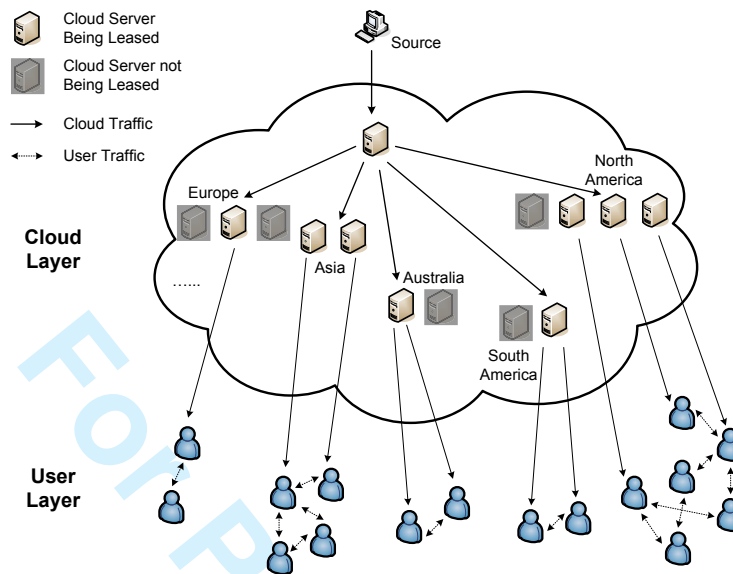 Cloud Server
Being Leased
Source
Cloud Server not
Being Leased
Cloud Traffic
User Traffic
North
America
Europe
Cloud
Layer
Asia
Australia
…...
South
America
User
Layer
For P